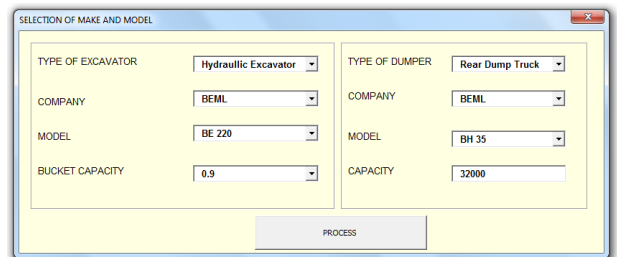 SELECTION OF MAKE AND MODEL
TYPE OF EXCAVATOR Hydraullic Excavator
COMPANY BEML
MODEL BE 220
BUCKET CAPACITY 0.9
TYPE OF DUMPER Rear Dump Truck
COMPANY BEML
MODEL BH 35
CAPACITY 32000
PROCESS